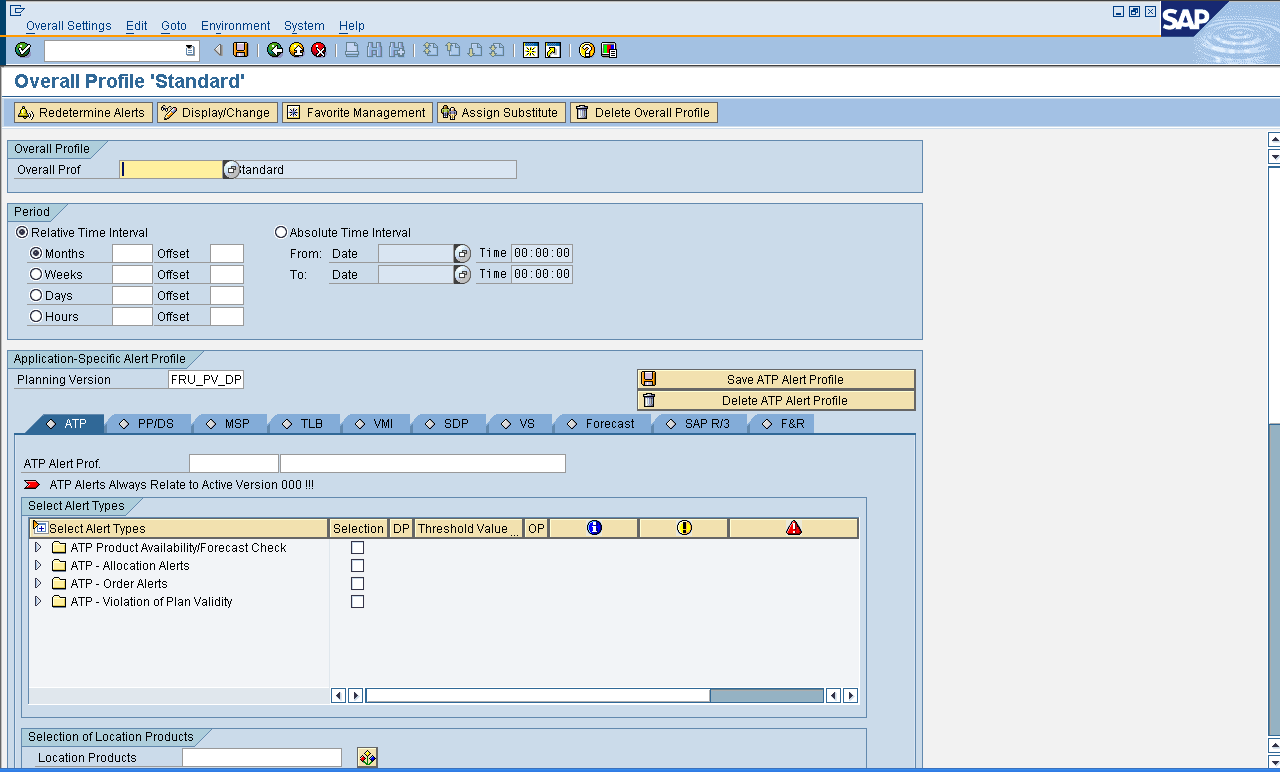 Overall Settings Edit Goto Environment System Help
SAP
Overall Profile 'Standard'
Redetermine Alerts Display/Change Favorite Management Assign Substitute Delete Overall Profile
Overall Profile
Overall Prof Standard
Period
Relative Time Interval Absolute Time Interval
Months Offset From: Date Time 00:00:00
Weeks Offset To: Date Time 00:00:00
Days Offset
Hours Offset
Application-Specific Alert Profile
Planning Version FRU_PV_DP
Save ATP Alert Profile
Delete ATP Alert Profile
ATP PP/DS MSP TLB VMI SDP VS Forecast SAP R/3 F&R
ATP Alert Prof.
ATP Alerts Always Relate to Active Version 000 !!!
Select Alert Types
Select Alert Types Selection DP Threshold Value ... OP
ATP Product Availability/Forecast Check
ATP - Allocation Alerts
ATP - Order Alerts
ATP - Violation of Plan Validity
Selection of Location Products
Location Products